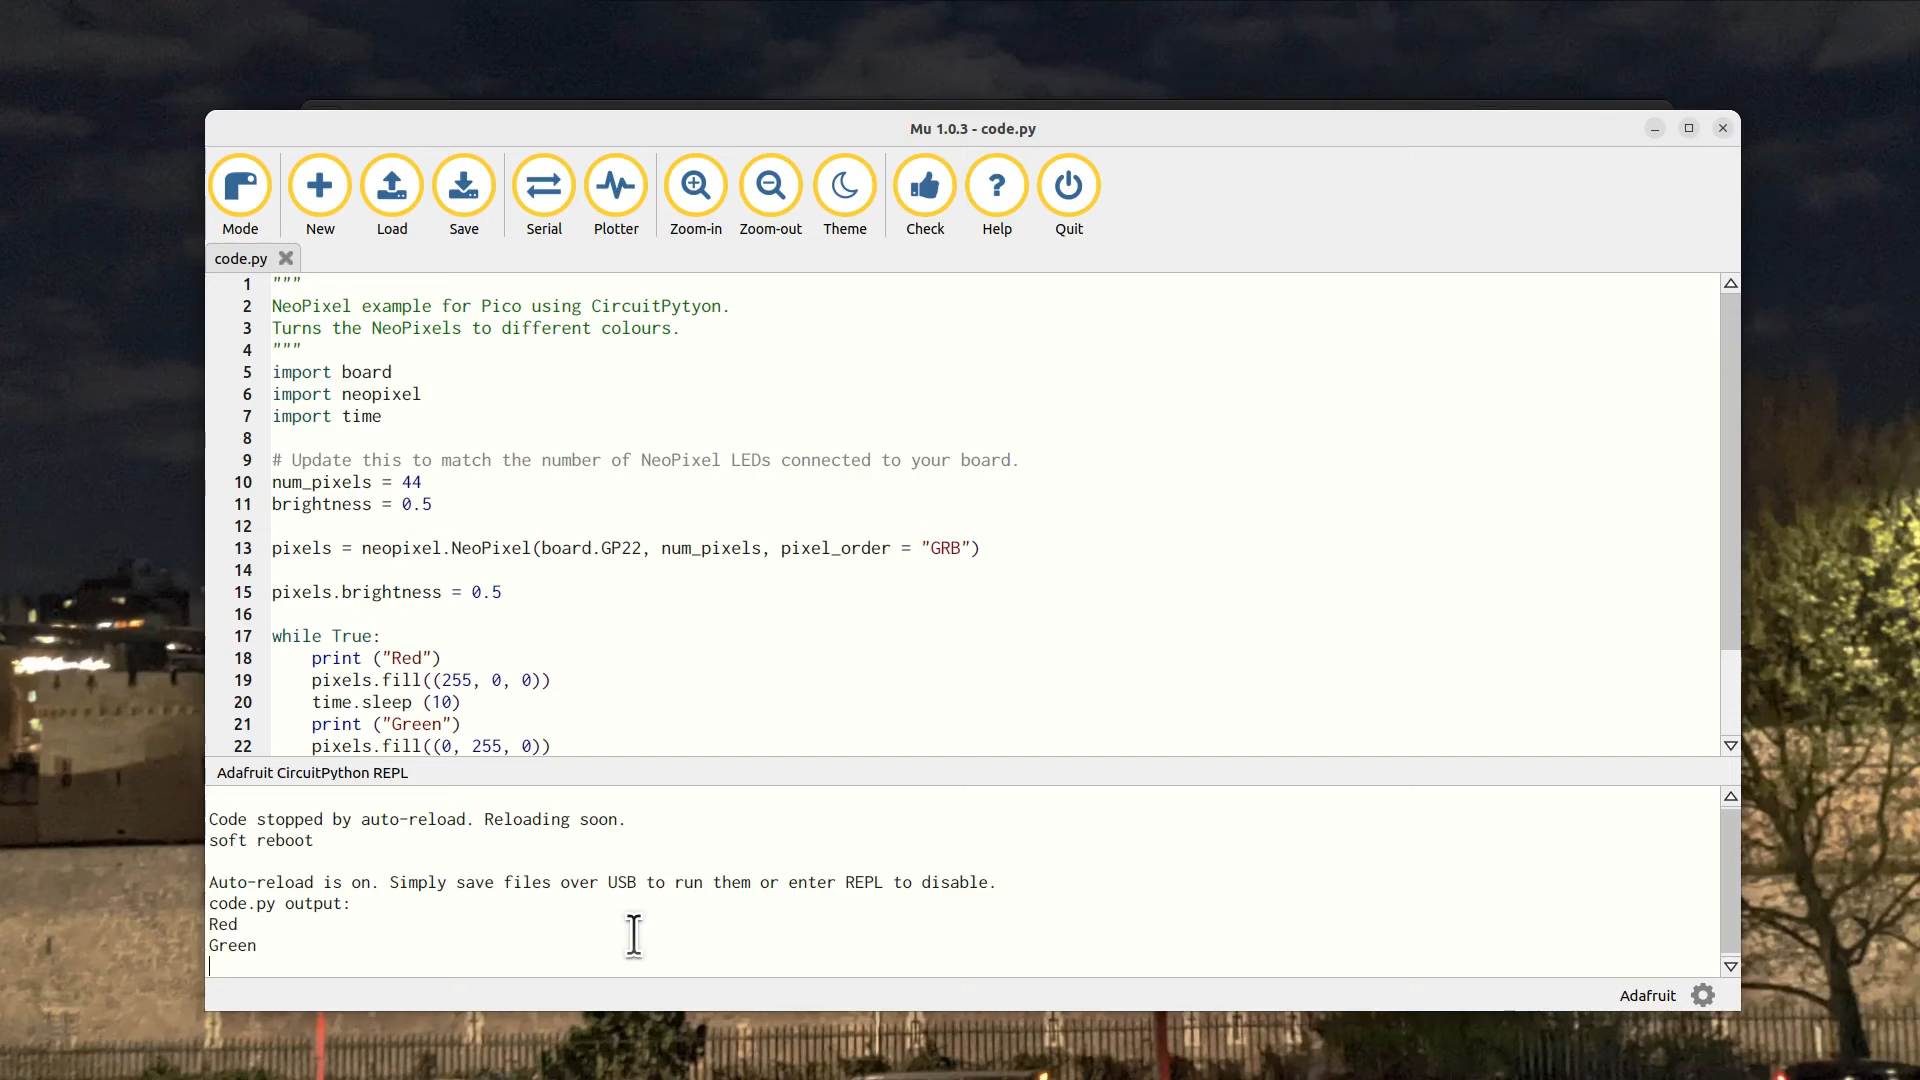 Mu 1.0.3 - code.py
Mode
New
Load
Save
Serial
Plotter
Zoom-in
Zoom-out
Theme
Check
?
Help
Quit
code.py
1 """
2 NeoPixel example for Pico using CircuitPytyon.
3 Turns the NeoPixels to different colours.
4 """
5 import board
6 import neopixel
7 import time
8
9 # Update this to match the number of NeoPixel LEDs connected to your board.
10 num_pixels = 44
11 brightness = 0.5
12
13 pixels = neopixel.NeoPixel(board.GP22, num_pixels, pixel_order = "GRB")
14
15 pixels.brightness = 0.5
16
17 while True:
18     print ("Red")
19     pixels.fill((255, 0, 0))
20     time.sleep (10)
21     print ("Green")
22     pixels.fill((0, 255, 0))
Adafruit CircuitPython REPL
Code stopped by auto-reload. Reloading soon.
soft reboot
Auto-reload is on. Simply save files over USB to run them or enter REPL to disable.
code.py output:
Red
Green
Adafruit